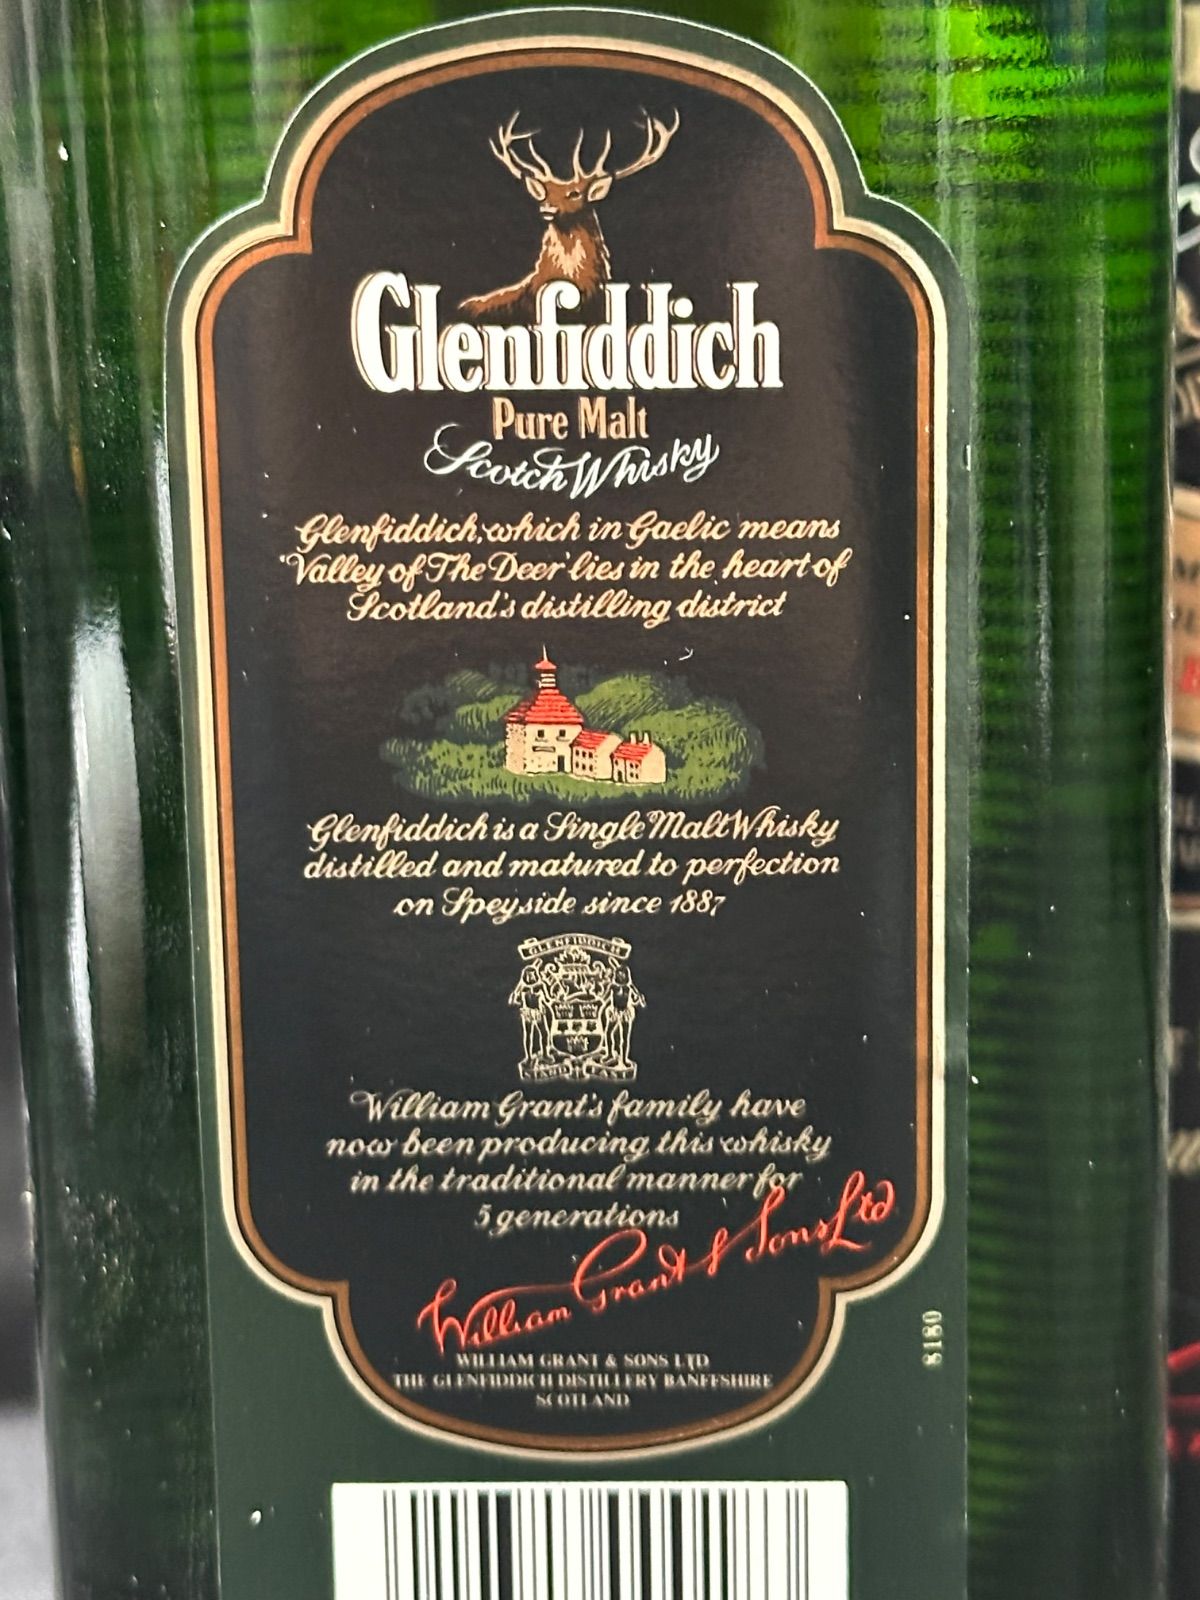 Glenfiddich
Pure Malt
Scotch Whisky
Glenfiddich, which in Gaelic means
'Valley of The Deer' lies in the heart of
Scotland's distilling district
Glenfiddich is a Single Malt Whisky
distilled and matured to perfection
on Speyside since 1887
GLENFIDDICH
STAND FAST
William Grant's family have
now been producing this whisky
in the traditional manner for
5 generations
William Grant & Sons Ltd
WILLIAM GRANT & SONS LTD
THE GLENFIDDICH DISTILLERY BANFFSHIRE
SCOTLAND
8180